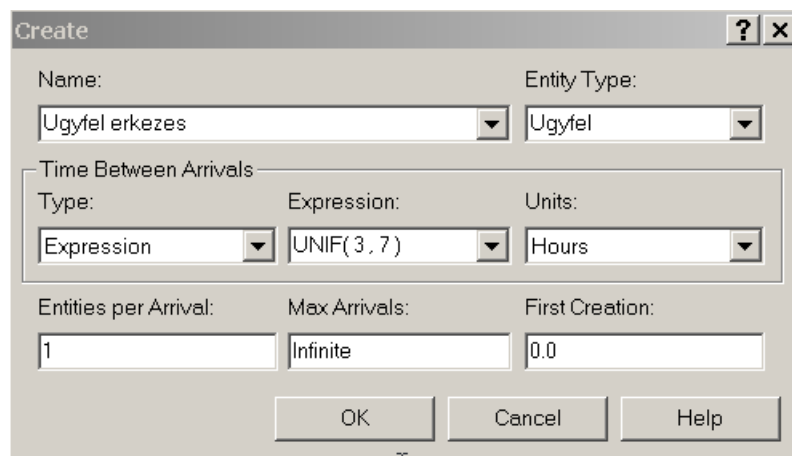 Create
Name: Entity Type:
Ugyfel erkezes Ugyfel
Time Between Arrivals
Type: Expression: Units:
Expression UNIF( 3 , 7 ) Hours
Entities per Arrival: Max Arrivals: First Creation:
1 Infinite 0.0
OK Cancel Help